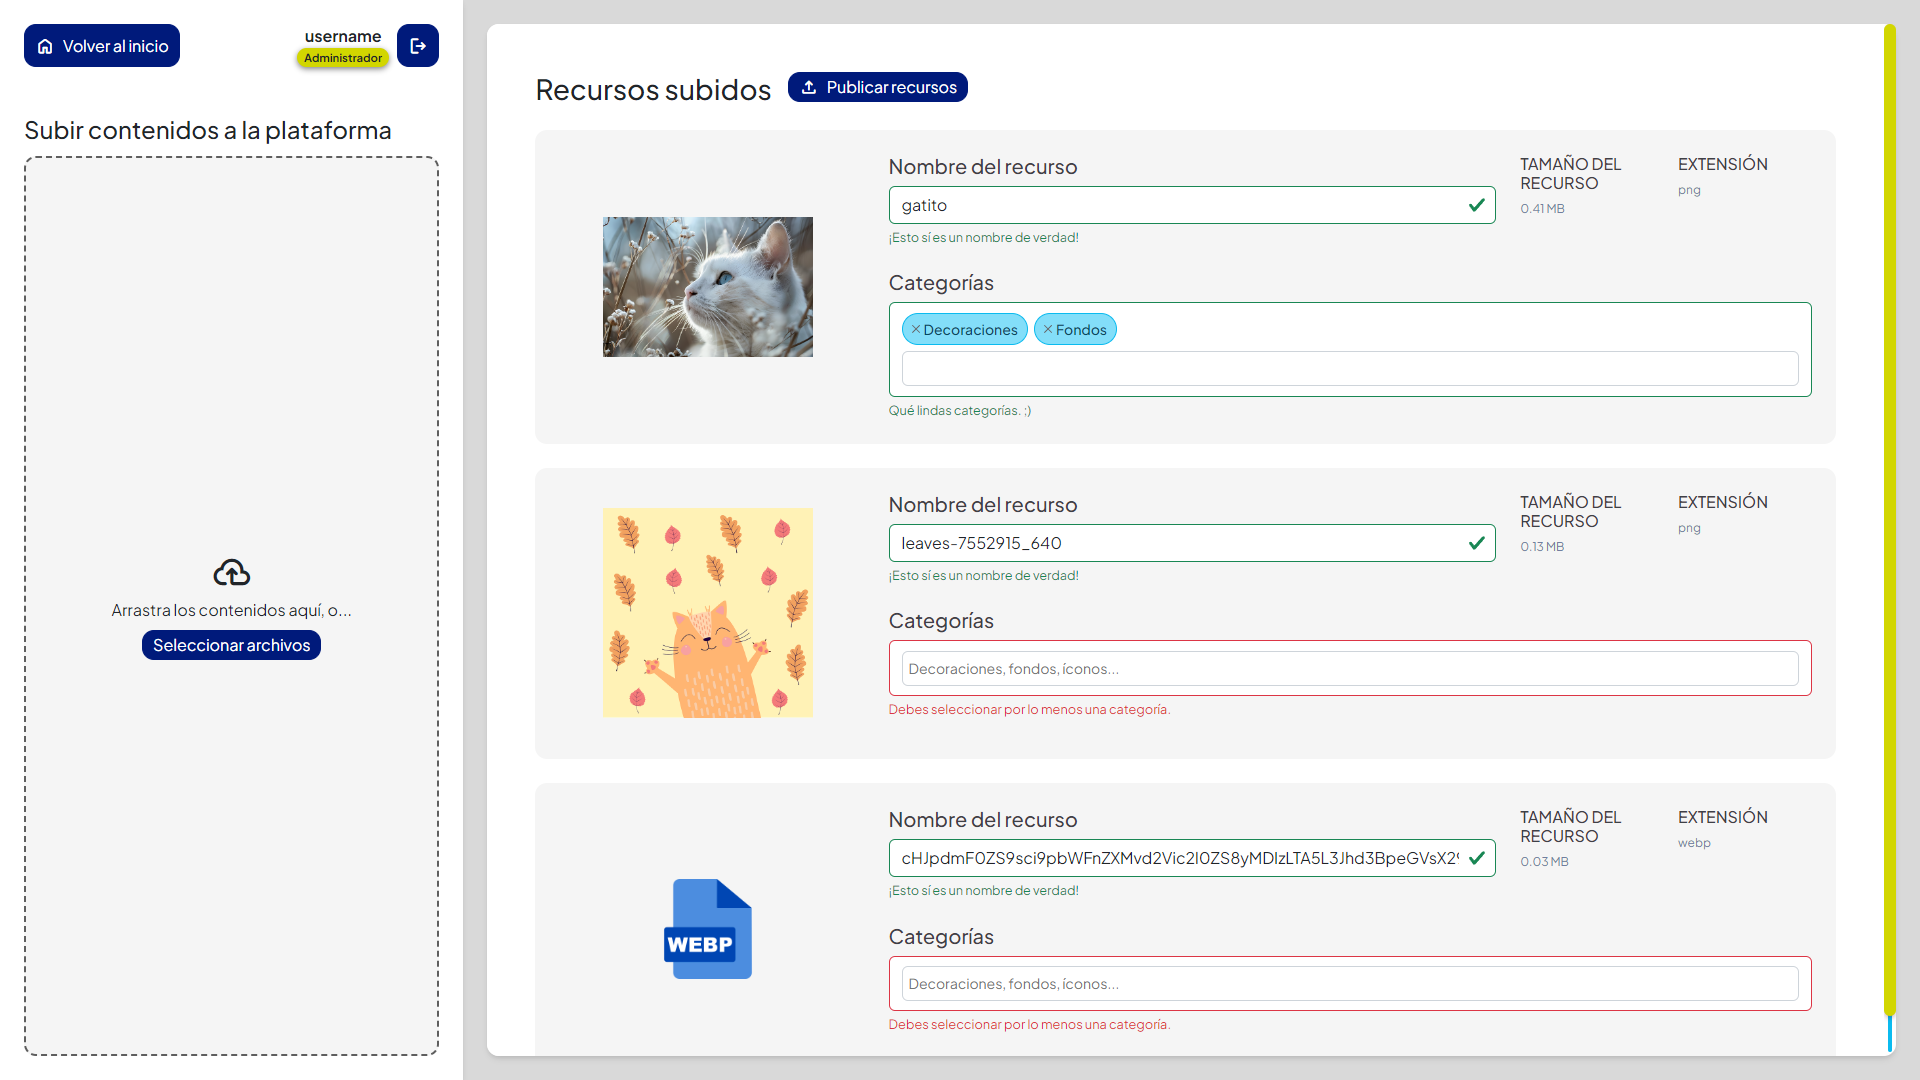 Volver al inicio
username
Administrador
Subir contenidos a la plataforma
Arrastra los contenidos aquí, o...
Seleccionar archivos
Recursos subidos
Publicar recursos
Nombre del recurso
gatito
¡Esto sí es un nombre de verdad!
TAMAÑO DEL
RECURSO
0.41 MB
EXTENSIÓN
png
Categorías
Decoraciones
Fondos
Qué lindas categorías. ;)
Nombre del recurso
leaves-7552915_640
¡Esto sí es un nombre de verdad!
TAMAÑO DEL
RECURSO
0.13 MB
EXTENSIÓN
png
Categorías
Decoraciones, fondos, íconos...
Debes seleccionar por lo menos una categoría.
WEBP
Nombre del recurso
¡Esto sí es un nombre de verdad!
TAMAÑO DEL
RECURSO
0.03 MB
EXTENSIÓN
webp
Categorías
Decoraciones, fondos, íconos...
Debes seleccionar por lo menos una categoría.